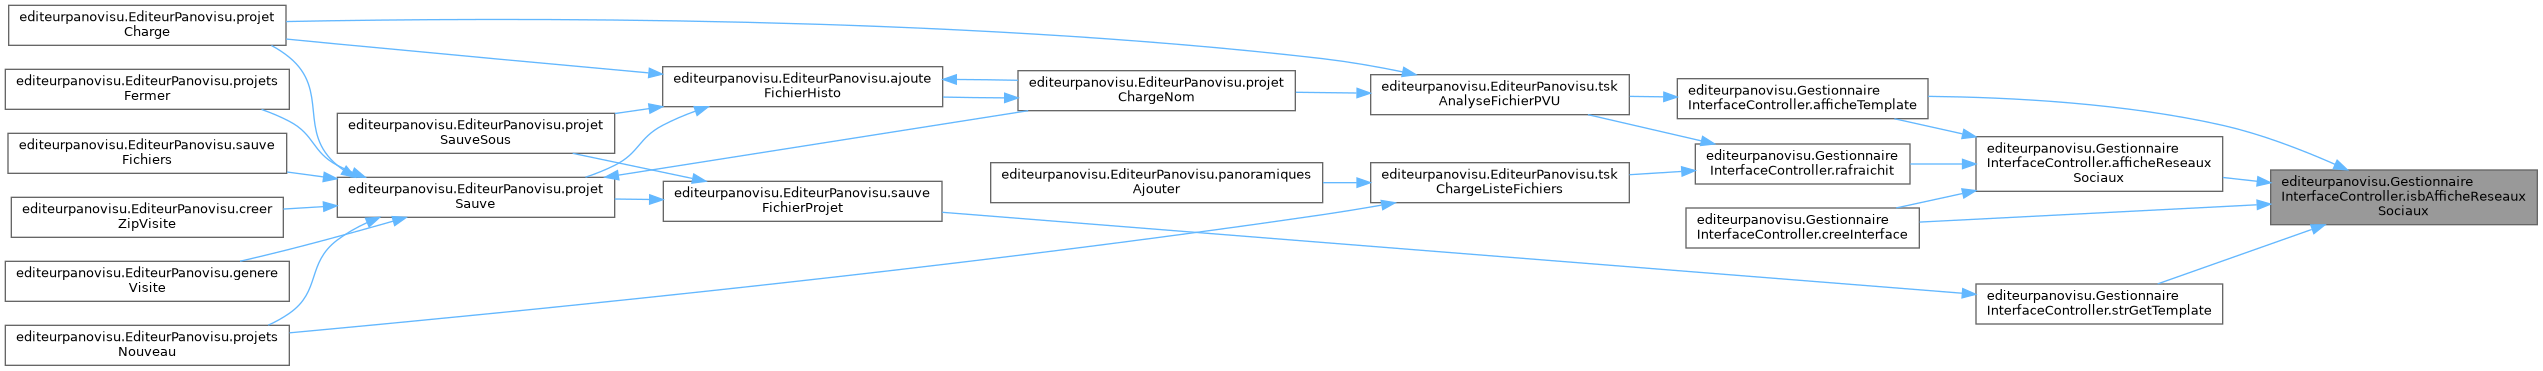 editeurpanovisu.EditeurPanovisu.projet
Charge
editeurpanovisu.EditeurPanovisu.projets
Fermer
editeurpanovisu.EditeurPanovisu.sauve
Fichiers
editeurpanovisu.EditeurPanovisu.creer
ZipVisite
editeurpanovisu.EditeurPanovisu.genere
Visite
editeurpanovisu.EditeurPanovisu.projets
Nouveau
editeurpanovisu.EditeurPanovisu.projet
SauveSous
editeurpanovisu.EditeurPanovisu.projet
Sauve
editeurpanovisu.EditeurPanovisu.ajoute
FichierHisto
editeurpanovisu.EditeurPanovisu.sauve
FichierProjet
editeurpanovisu.EditeurPanovisu.projet
ChargeNom
editeurpanovisu.EditeurPanovisu.panoramiques
Ajouter
editeurpanovisu.EditeurPanovisu.tsk
AnalyseFichierPVU
editeurpanovisu.EditeurPanovisu.tsk
ChargeListeFichiers
editeurpanovisu.Gestionnaire
InterfaceController.afficheTemplate
editeurpanovisu.Gestionnaire
InterfaceController.rafraichit
editeurpanovisu.Gestionnaire
InterfaceController.creeInterface
editeurpanovisu.Gestionnaire
InterfaceController.afficheReseaux
Sociaux
editeurpanovisu.Gestionnaire
InterfaceController.strGetTemplate
editeurpanovisu.Gestionnaire
InterfaceController.isbAfficheReseaux
Sociaux